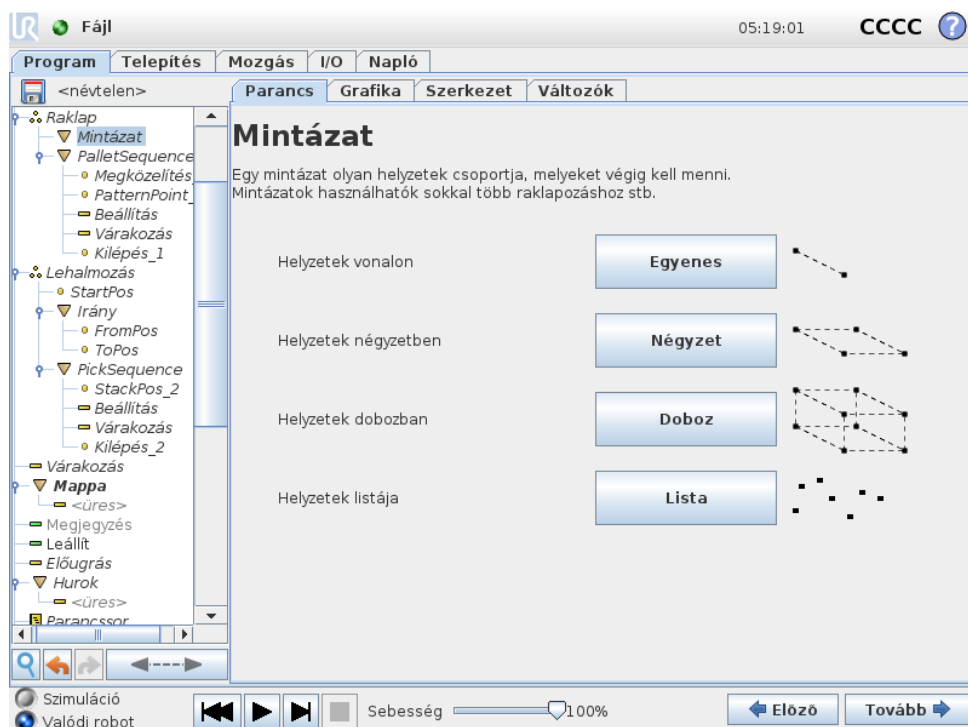 Fájl
05:19:01
CCCC
?
Program
Telepítés
Mozgás
I/O
Napló
<névtelen>
Parancs
Grafika
Szerkezet
Változók
Raklap
Mintázat
PalletSequence
Megközelítés_
PatternPoint_
Beállítás
Várakozás
Kilépés_1
Lehalmozás
StartPos
Irány
FromPos
ToPos
PickSequence
StackPos_2
Beállítás
Várakozás
Kilépés_2
Várakozás
Mappa
<üres>
Megjegyzés
Leállít
Előugrás
Hurok
<üres>
Parancssor
Mintázat
Egy mintázat olyan helyzetek csoportja, melyeket végig kell menni.
Mintázatok használhatók sokkal több raklapozáshoz stb.
Helyzetek vonalon
Egyenes
Helyzetek négyzetben
Négyzet
Helyzetek dobozban
Doboz
Helyzetek listája
Lista
Szimuláció
Valódi robot
Sebesség
100%
Előző
Tovább